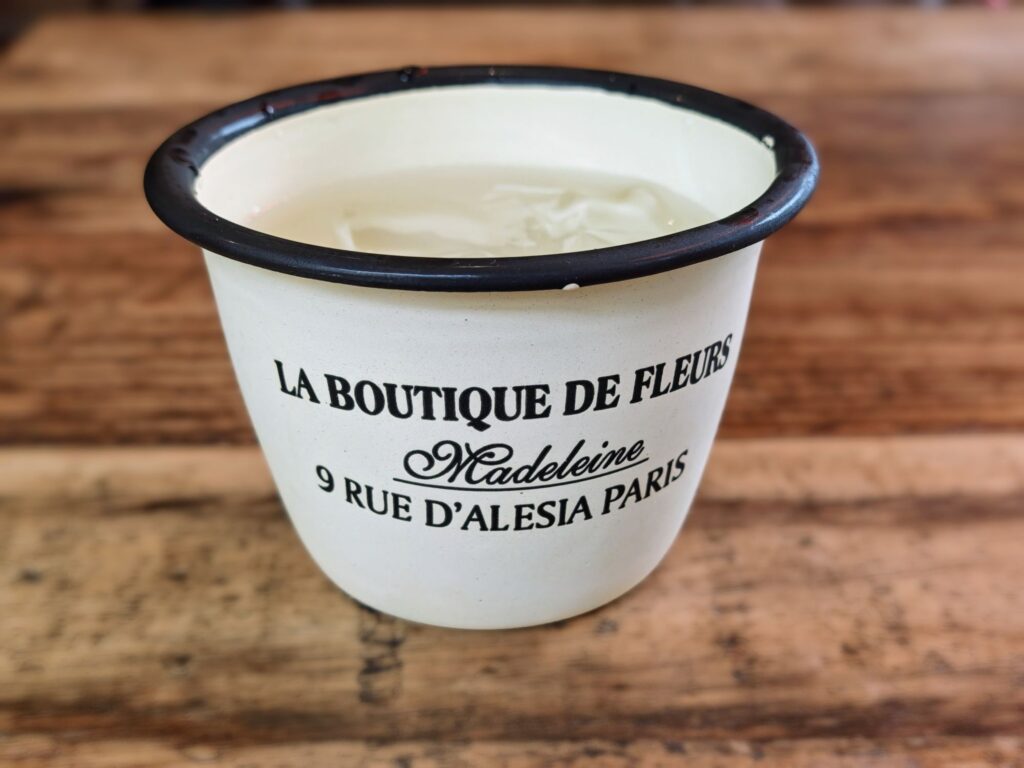 LA BOUTIQUE DE FLEURS
Madeleine
9 RUE D'ALESIA PARIS